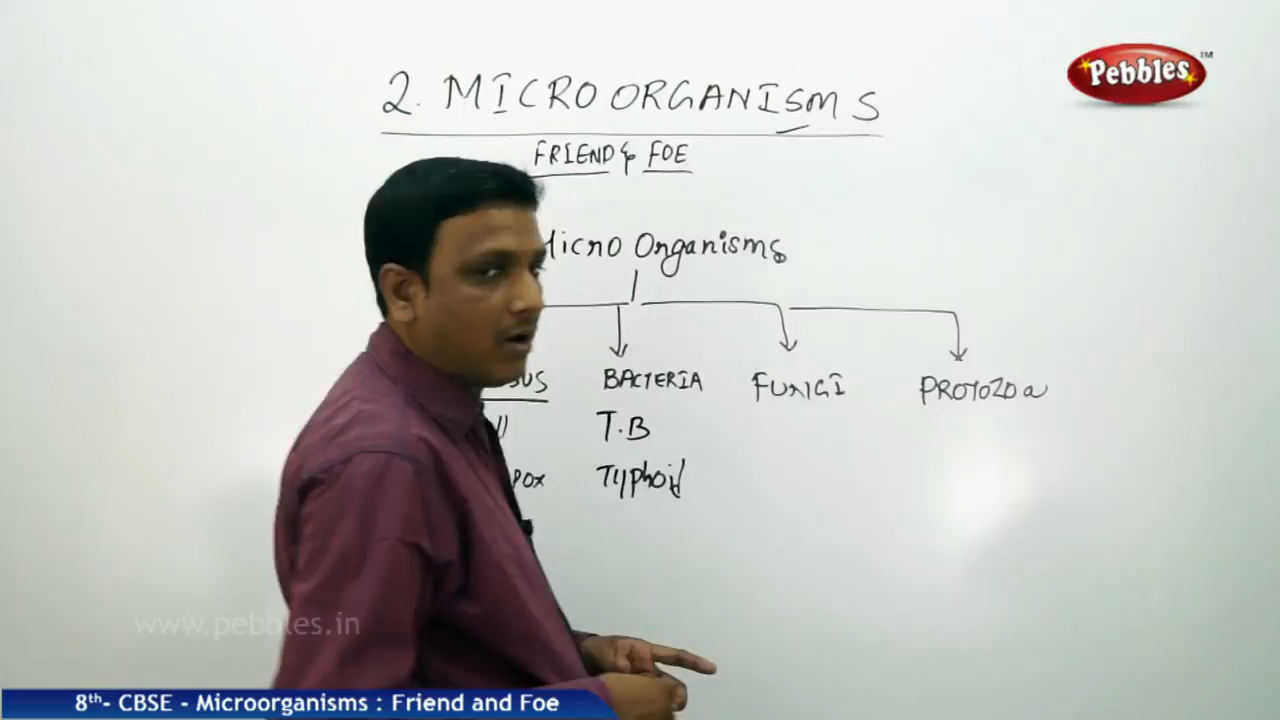 Pebbles™
2. MICROORGANISMS
FRIEND & FOE
Micro Organisms
BACTERIA FUNGI PROTOZOa
T.B
POX Typhoid
www.pebbles.in
8th- CBSE - Microorganisms : Friend and Foe